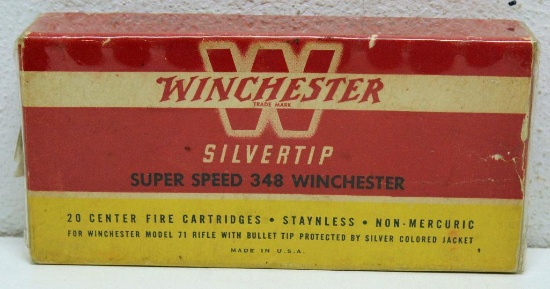 W
WINCHESTER
TRADE MARK
SILVERTIP
SUPER SPEED 348 WINCHESTER
20 CENTER FIRE CARTRIDGES • STAYNLESS • NON-MERCURIC
FOR WINCHESTER MODEL 71 RIFLE WITH BULLET TIP PROTECTED BY SILVER COLORED JACKET
MADE IN U.S.A.